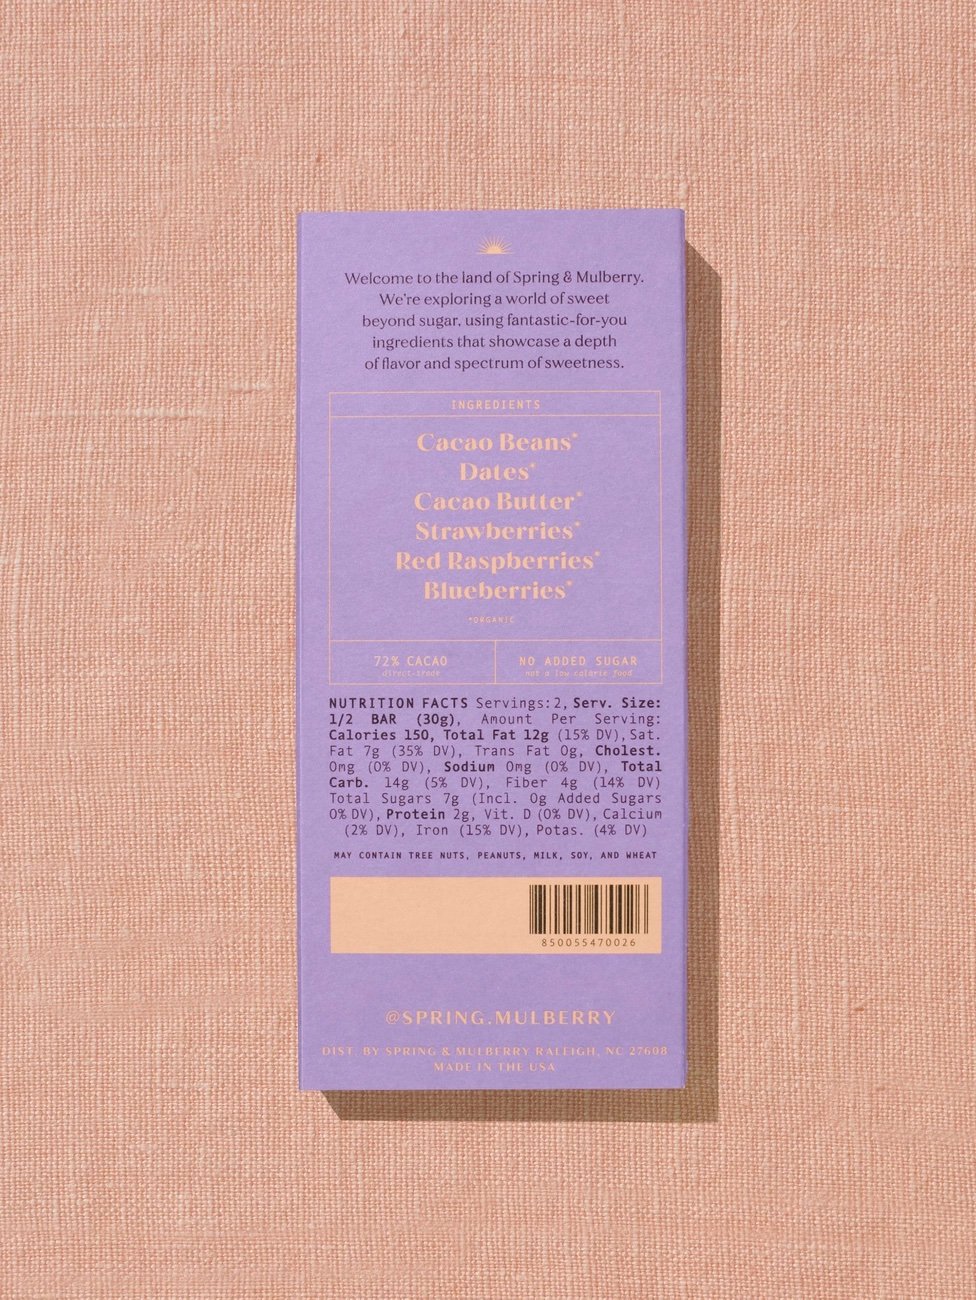 Welcome to the land of Spring & Mulberry.
We're exploring a world of sweet
beyond sugar, using fantastic-for-you
ingredients that showcase a depth
of flavor and spectrum of sweetness.
INGREDIENTS
Cacao Beans*
Dates*
Cacao Butter*
Strawberries*
Red Raspberries*
Blueberries*
*ORGANIC
72% CACAO
direct-trade
NO ADDED SUGAR
not a low calorie food
NUTRITION FACTS Servings: 2, Serv. Size:
1/2 BAR (30g), Amount Per Serving:
Calories 150, Total Fat 12g (15% DV), Sat.
Fat 7g (35% DV), Trans Fat 0g, Cholest.
0mg (0% DV), Sodium 0mg (0% DV), Total
Carb. 14g (5% DV), Fiber 4g (14% DV)
Total Sugars 7g (Incl. 0g Added Sugars
0% DV), Protein 2g, Vit. D (0% DV), Calcium
(2% DV), Iron (15% DV), Potas. (4% DV)
MAY CONTAIN TREE NUTS, PEANUTS, MILK, SOY, AND WHEAT
850055470026
@SPRING.MULBERRY
DIST. BY SPRING & MULBERRY RALEIGH, NC 27608
MADE IN THE USA